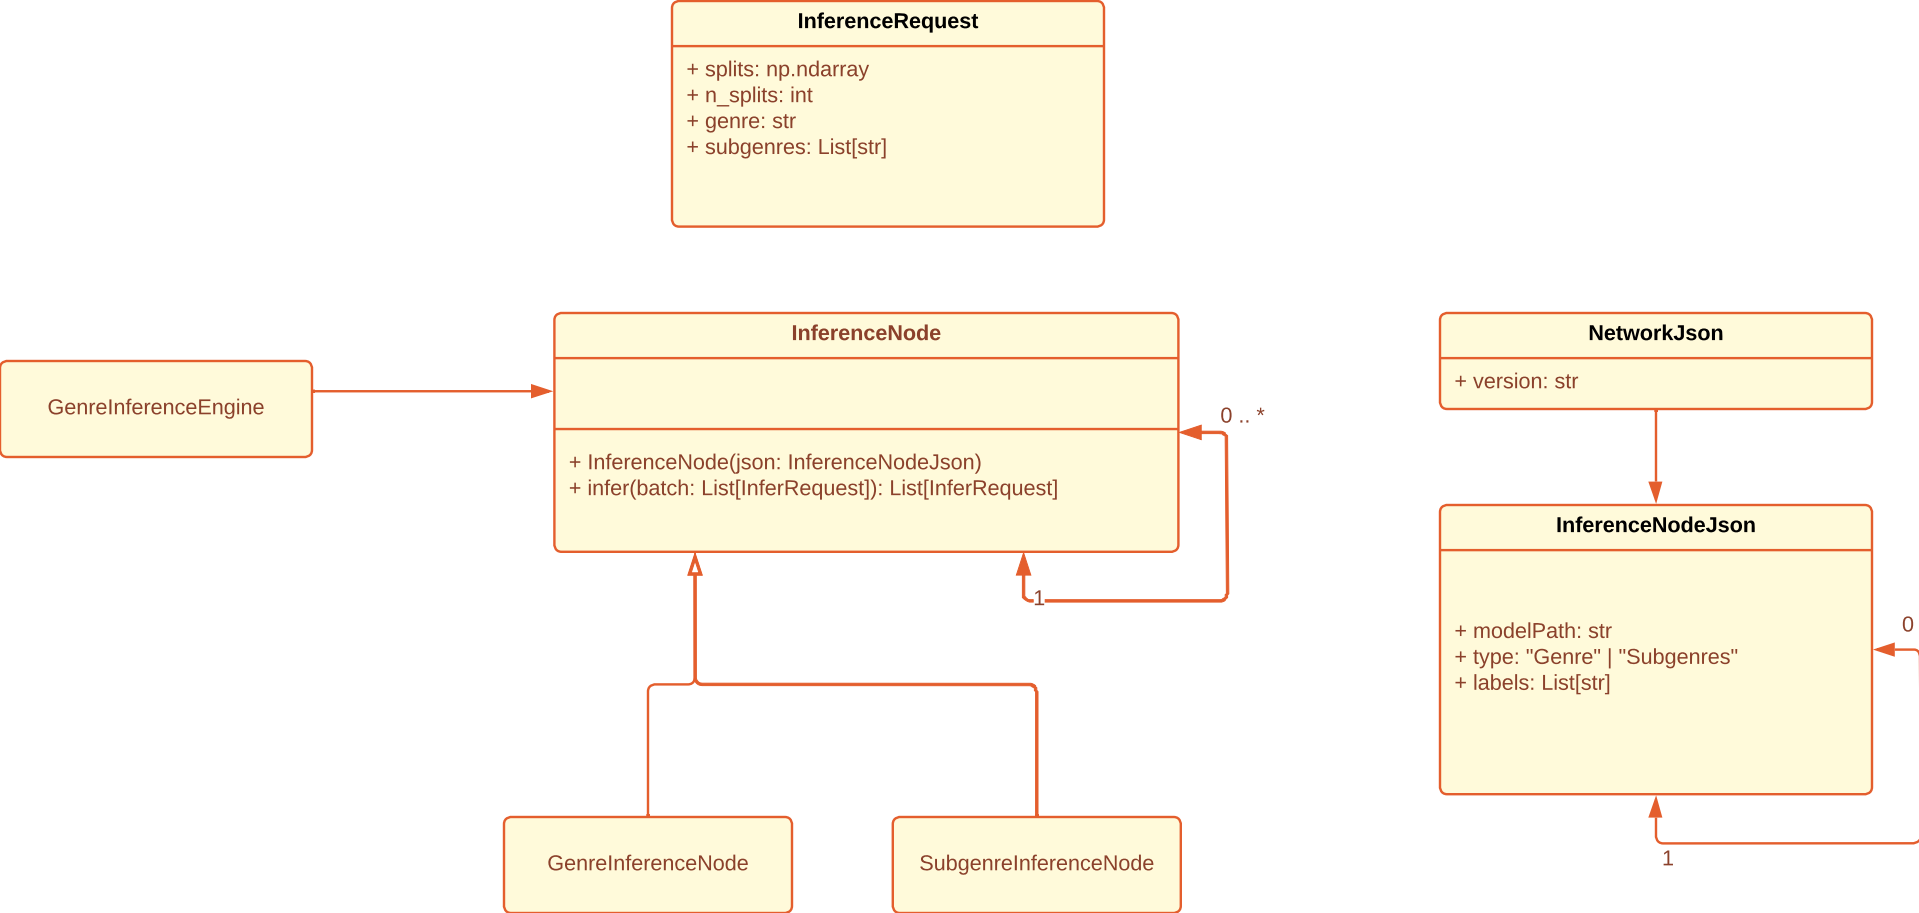 InferenceRequest
+ splits: np.ndarray
+ n_splits: int
+ genre: str
+ subgenres: List[str]
GenreInferenceEngine
InferenceNode
+ InferenceNode(json: InferenceNodeJson)
+ infer(batch: List[InferRequest]): List[InferRequest]
0 .. *
1
GenreInferenceNode
SubgenreInferenceNode
NetworkJson
+ version: str
InferenceNodeJson
+ modelPath: str
+ type: "Genre" | "Subgenres"
+ labels: List[str]
0
1